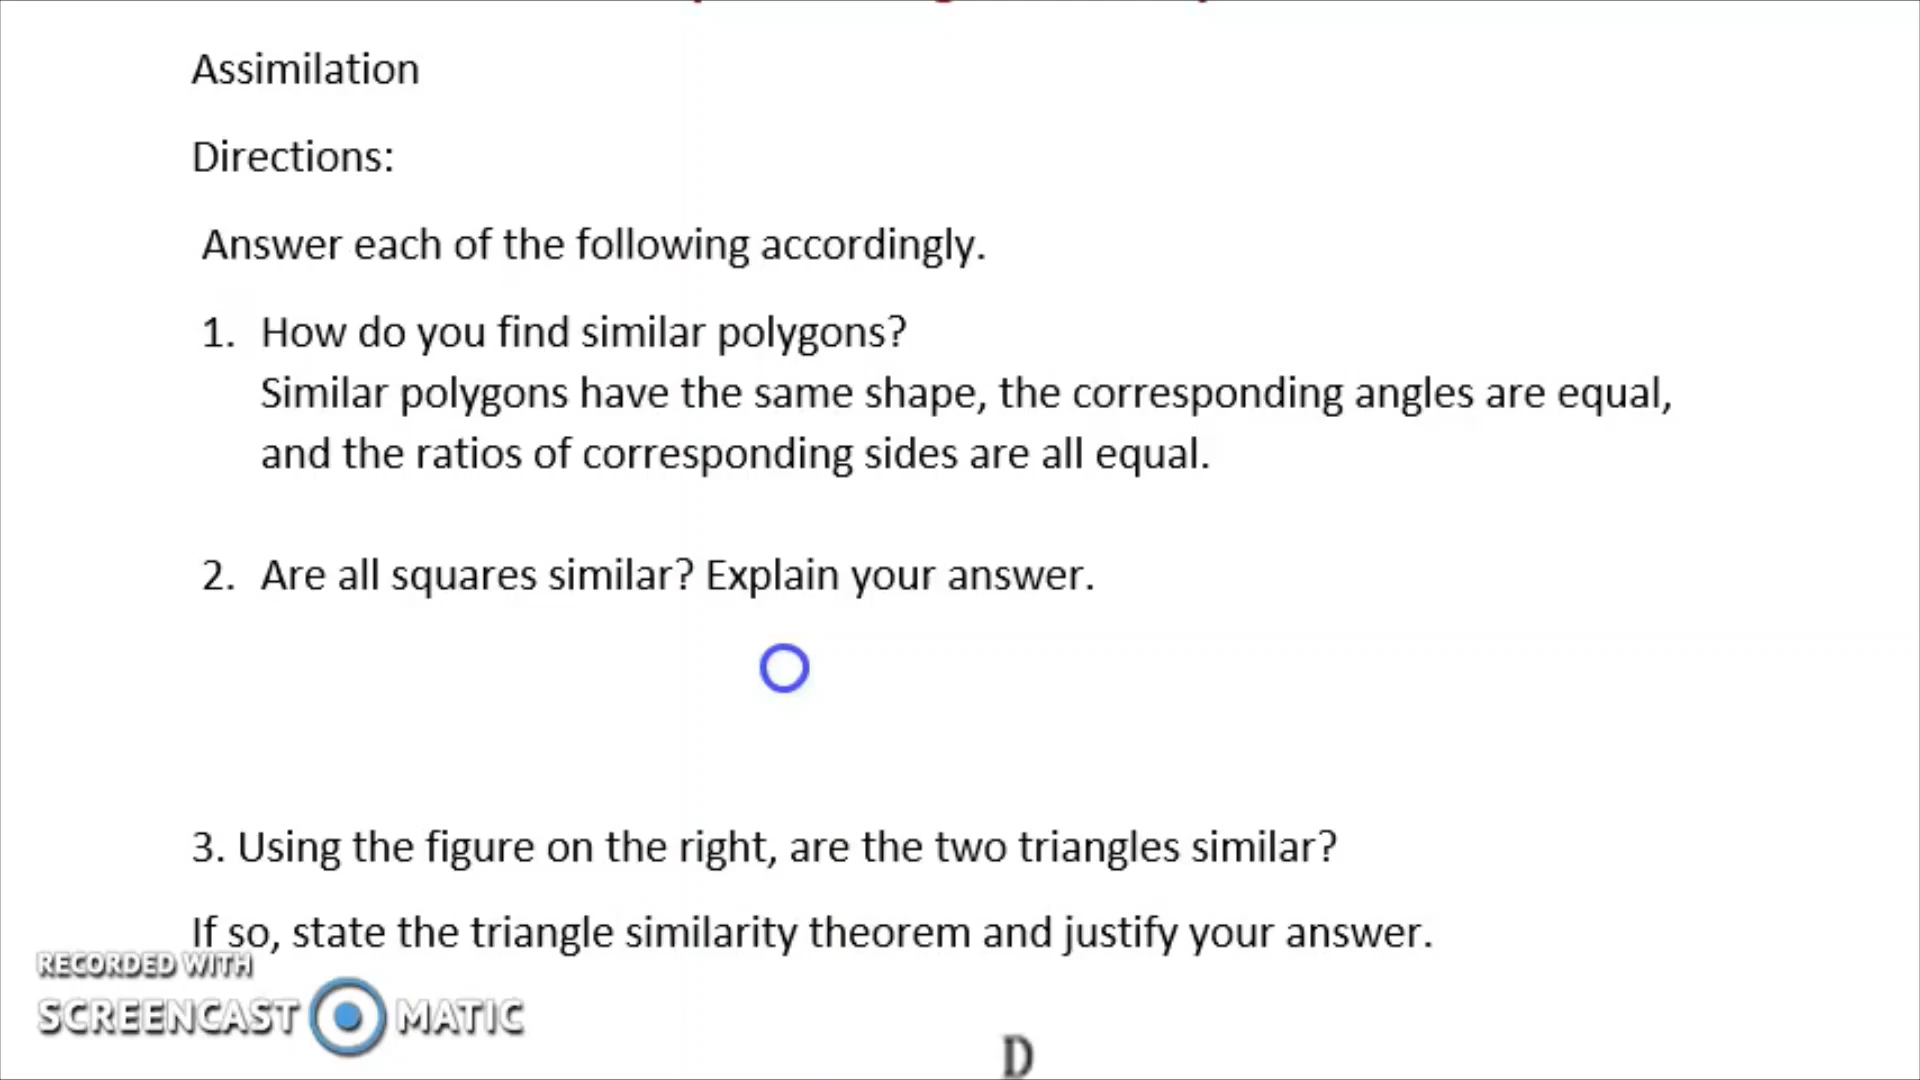 Assimilation
Directions:
Answer each of the following accordingly.
1. How do you find similar polygons?
Similar polygons have the same shape, the corresponding angles are equal,
and the ratios of corresponding sides are all equal.
2. Are all squares similar? Explain your answer.
3. Using the figure on the right, are the two triangles similar?
If so, state the triangle similarity theorem and justify your answer.
RECORDED WITH
SCREENCAST MATIC
D